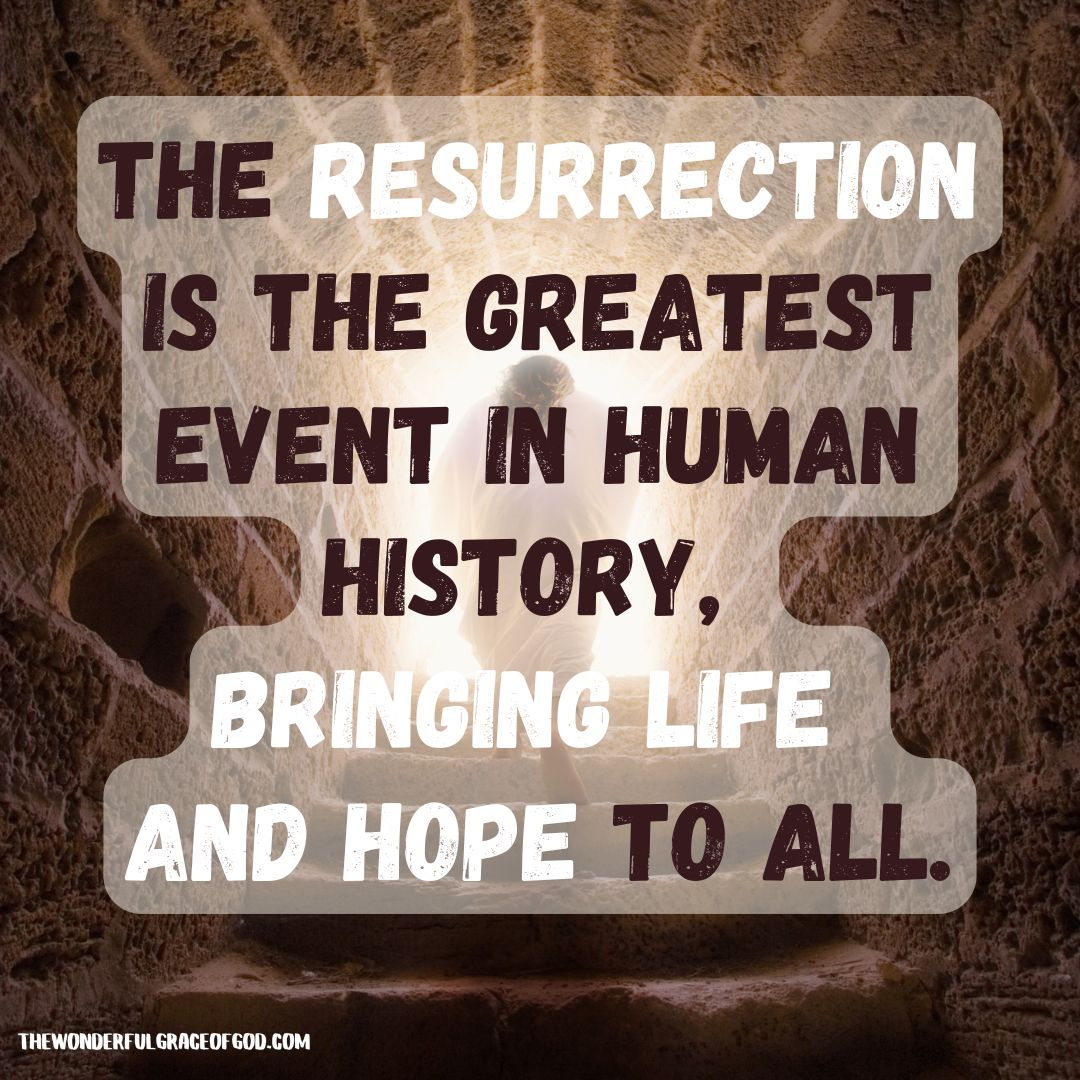 THE RESURRECTION
IS THE GREATEST
EVENT IN HUMAN
HISTORY,
BRINGING LIFE
AND HOPE TO ALL.
THEWONDERFULGRACEOFGOD.COM